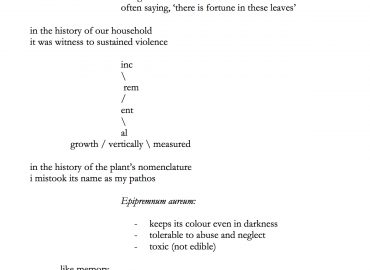 often saying, ‘there is fortune in these leaves’
in the history of our household
it was witness to sustained violence
inc
\
rem
/
ent
\
al
growth / vertically \ measured
in the history of the plant’s nomenclature
i mistook its name as my pathos
Epipremnum aureum:
- keeps its colour even in darkness
- tolerable to abuse and neglect
- toxic (not edible)
like memory